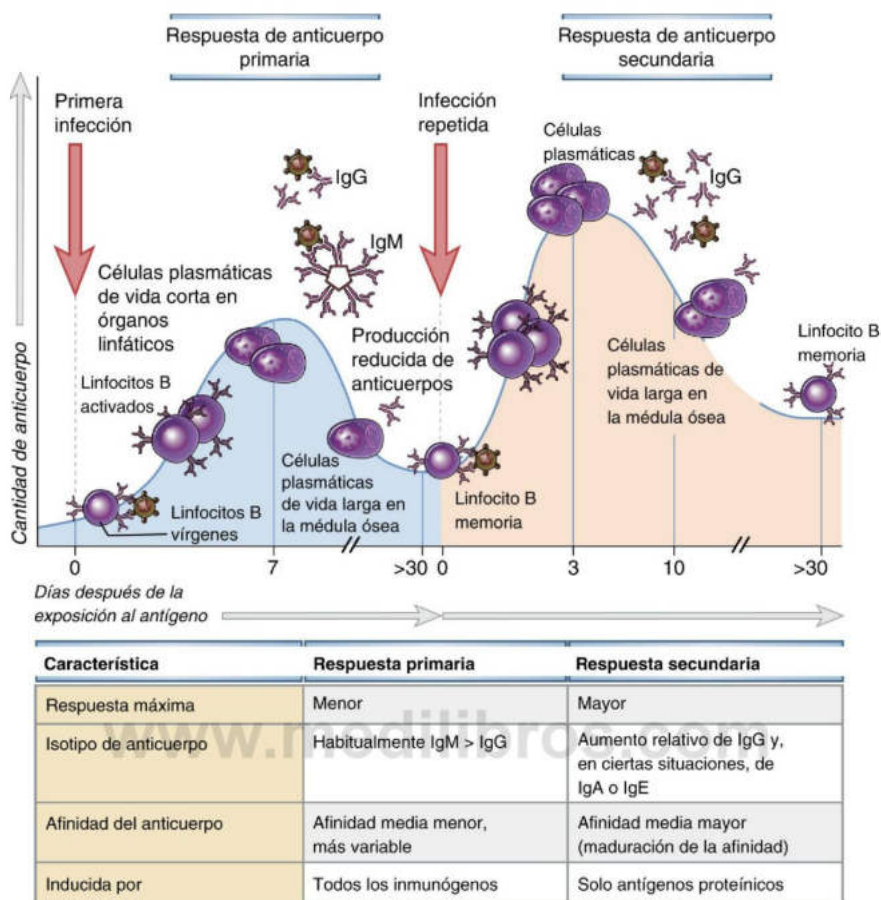 Respuesta de anticuerpo
primaria
Respuesta de anticuerpo
secundaria
Cantidad de anticuerpo
Primera
infección
Células plasmáticas
de vida corta en
órganos
linfáticos
Linfocitos B
activados
Linfocitos B
vírgenes
IgG
IgM
Células
plasmáticas
de vida larga en
la médula ósea
Infección
repetida
Producción
reducida de
anticuerpos
Linfocito B
memoria
Células
plasmáticas
IgG
Células
plasmáticas de
vida larga en
la médula ósea
Linfocito B
memoria
0 7 >30 0 3 10 >30
Días después de la
exposición al antígeno
Característica Respuesta primaria Respuesta secundaria
Respuesta máxima Menor Mayor
www.medilibros.com
Isotipo de anticuerpo Habitualmente IgM > IgG Aumento relativo de IgG y,
en ciertas situaciones, de
IgA o IgE
Afinidad del anticuerpo Afinidad media menor, Afinidad media mayor
más variable (maduración de la afinidad)
Inducida por Todos los inmunógenos Solo antígenos proteínicos